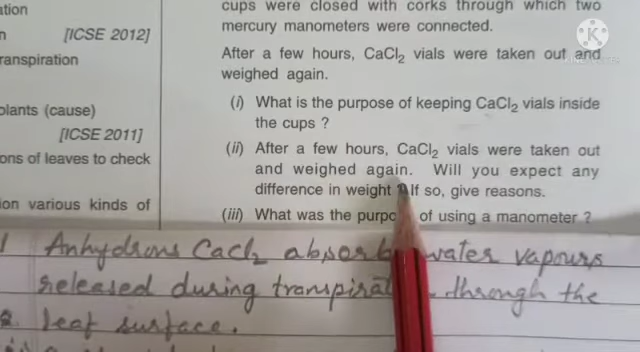 ation
n [ICSE 2012]
ranspiration
plants (cause)
[ICSE 2011]
ons of leaves to check
ion various kinds of
cups were closed with corks through which two
mercury manometers were connected.
After a few hours, CaCl₂ vials were taken out and
weighed again.
(i) What is the purpose of keeping CaCl₂ vials inside
the cups ?
(ii) After a few hours, CaCl₂ vials were taken out
and weighed again. Will you expect any
difference in weight ? If so, give reasons.
(iii) What was the purpo of using a manometer ?
Anhydrous CaCl₂ absorb water vapours
released during transpirat through the
leaf surface.
K